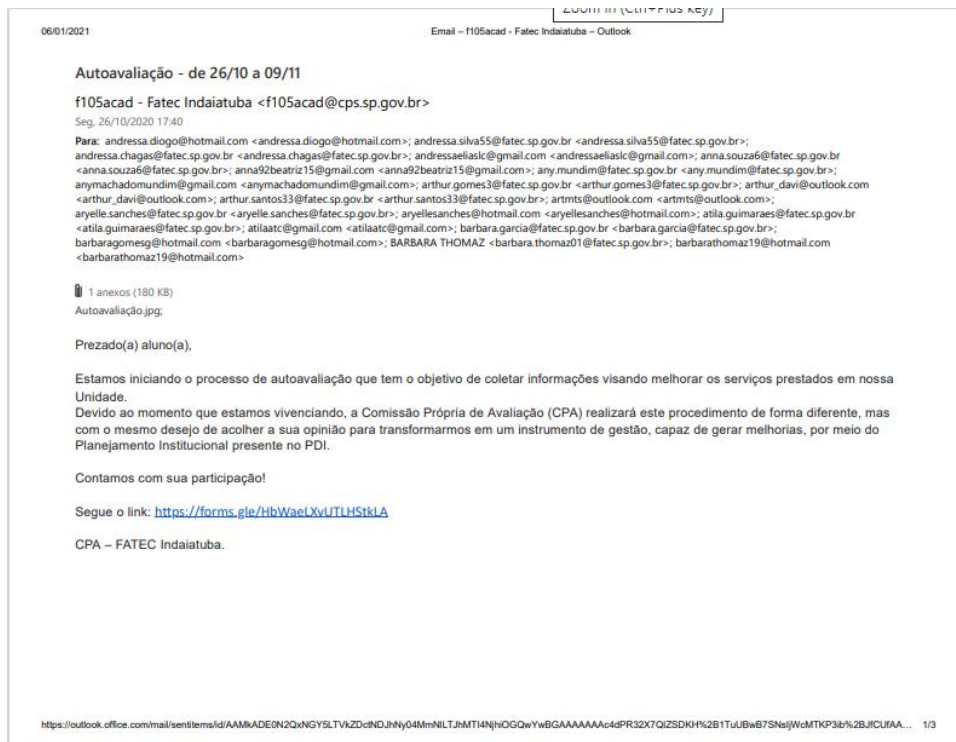 Zoom in (Ctrl+Plus key)
06/01/2021
Email – f105acad - Fatec Indaiatuba – Outlook
Autoavaliação - de 26/10 a 09/11
f105acad - Fatec Indaiatuba <f105acad@cps.sp.gov.br>
Seg, 26/10/2020 17:40
Para: andressa.diogo@hotmail.com <andressa.diogo@hotmail.com>; andressa.silva55@fatec.sp.gov.br <andressa.silva55@fatec.sp.gov.br>;
andressa.chagas@fatec.sp.gov.br <andressa.chagas@fatec.sp.gov.br>; andressaeliaslc@gmail.com <andressaeliaslc@gmail.com>; anna.souza6@fatec.sp.gov.br
<anna.souza6@fatec.sp.gov.br>; anna92beatriz15@gmail.com <anna92beatriz15@gmail.com>; any.mundim@fatec.sp.gov.br <any.mundim@fatec.sp.gov.br>;
anymachadomundim@gmail.com <anymachadomundim@gmail.com>; arthur.gomes3@fatec.sp.gov.br <arthur.gomes3@fatec.sp.gov.br>; arthur_davi@outlook.com
<arthur_davi@outlook.com>; arthur.santos33@fatec.sp.gov.br <arthur.santos33@fatec.sp.gov.br>; artmts@outlook.com <artmts@outlook.com>;
aryelle.sanches@fatec.sp.gov.br <aryelle.sanches@fatec.sp.gov.br>; aryellesanches@hotmail.com <aryellesanches@hotmail.com>; atila.guimaraes@fatec.sp.gov.br
<atila.guimaraes@fatec.sp.gov.br>; atilaatc@gmail.com <atilaatc@gmail.com>; barbara.garcia@fatec.sp.gov.br <barbara.garcia@fatec.sp.gov.br>;
barbaragomesg@hotmail.com <barbaragomesg@hotmail.com>; BARBARA THOMAZ <barbara.thomaz01@fatec.sp.gov.br>; barbarathomaz19@hotmail.com
<barbarathomaz19@hotmail.com>
1 anexos (180 KB)
Autoavaliação.jpg;
Prezado(a) aluno(a),
Estamos iniciando o processo de autoavaliação que tem o objetivo de coletar informações visando melhorar os serviços prestados em nossa
Unidade.
Devido ao momento que estamos vivenciando, a Comissão Própria de Avaliação (CPA) realizará este procedimento de forma diferente, mas
com o mesmo desejo de acolher a sua opinião para transformarmos em um instrumento de gestão, capaz de gerar melhorias, por meio do
Planejamento Institucional presente no PDI.
Contamos com sua participação!
Segue o link: https://forms.gle/HbWaeLXvUTLHStkLA
CPA – FATEC Indaiatuba.
1/3